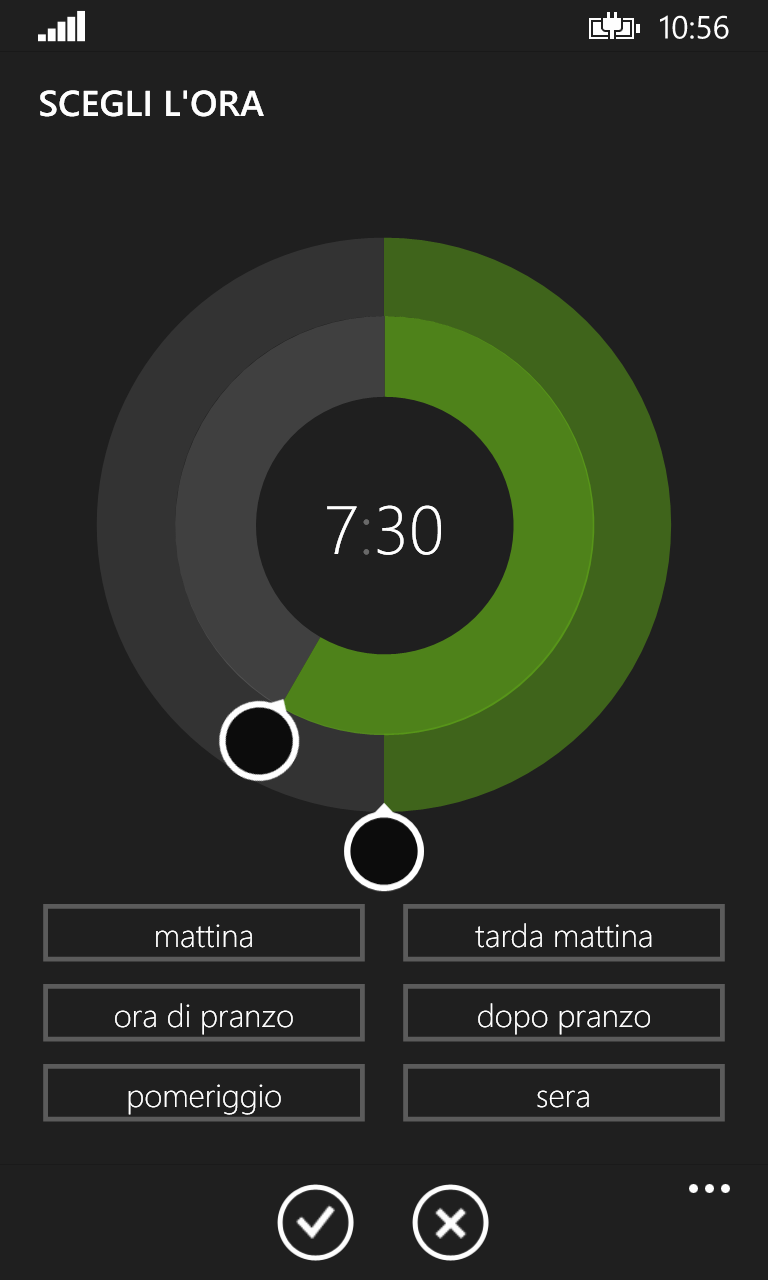 10:56
SCEGLI L'ORA
7:30
mattina
tarda mattina
ora di pranzo
dopo pranzo
pomeriggio
sera